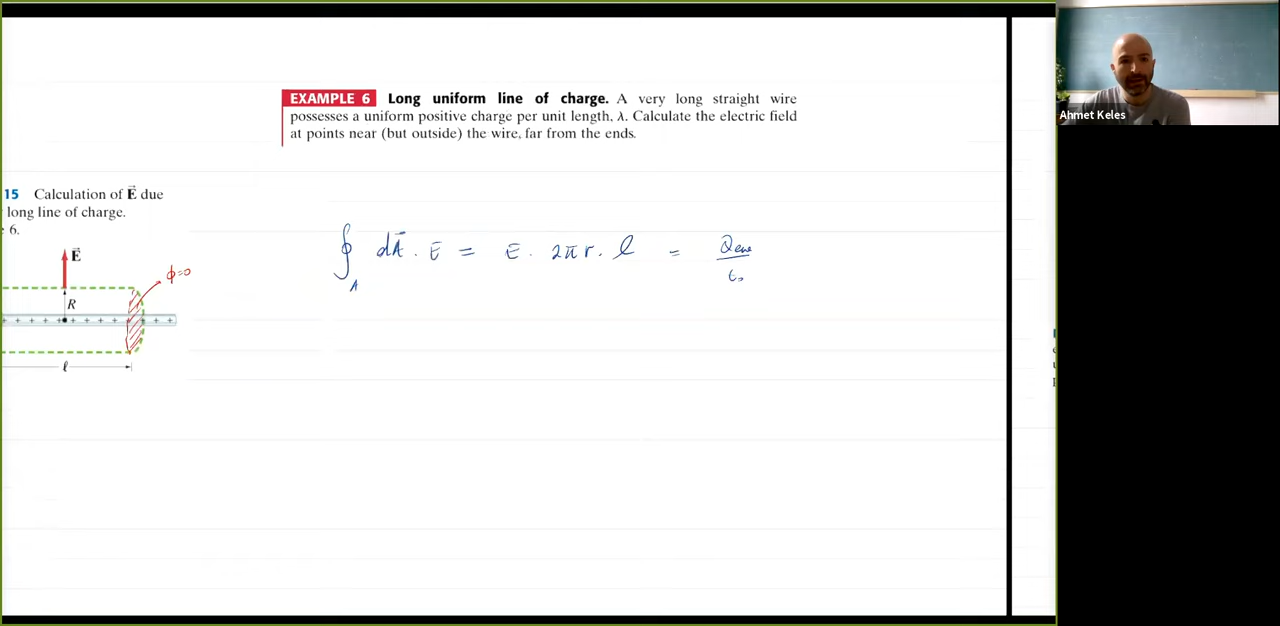 EXAMPLE 6 Long uniform line of charge. A very long straight wire
possesses a uniform positive charge per unit length, λ. Calculate the electric field
at points near (but outside) the wire, far from the ends.
15 Calculation of E⃗ due
long line of charge.
6.
E⃗
ϕ=0
R
+ + + + + + + + + +
ℓ
∮_A dA⃗ · E = E · 2πr · l = Qenc/ε₀
Ahmet Keles